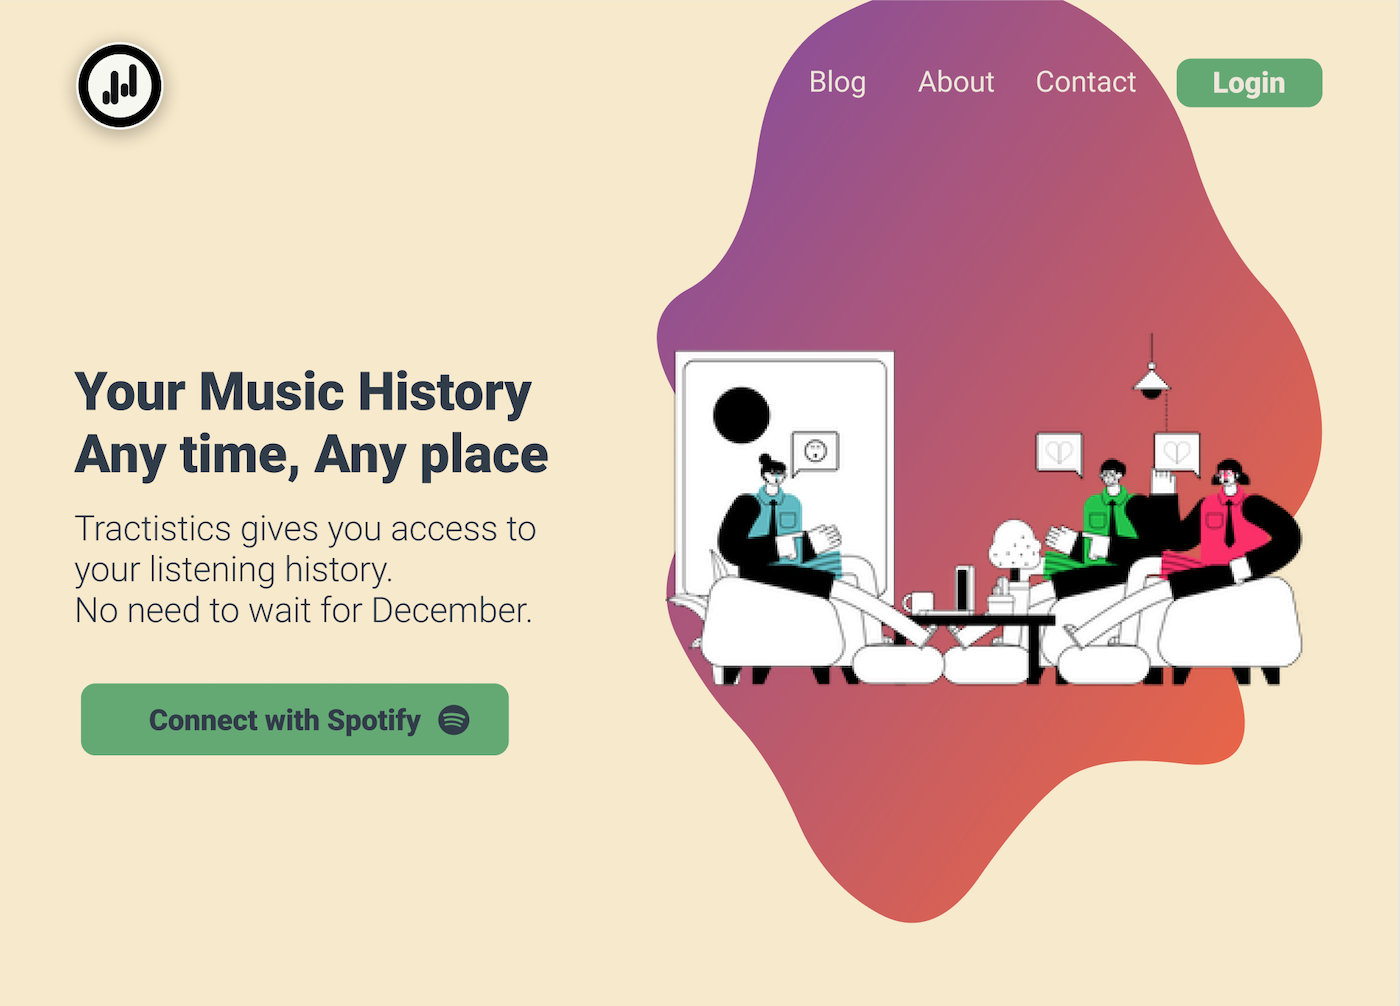 Blog About Contact Login
Your Music History
Any time, Any place
Tractistics gives you access to
your listening history.
No need to wait for December.
Connect with Spotify